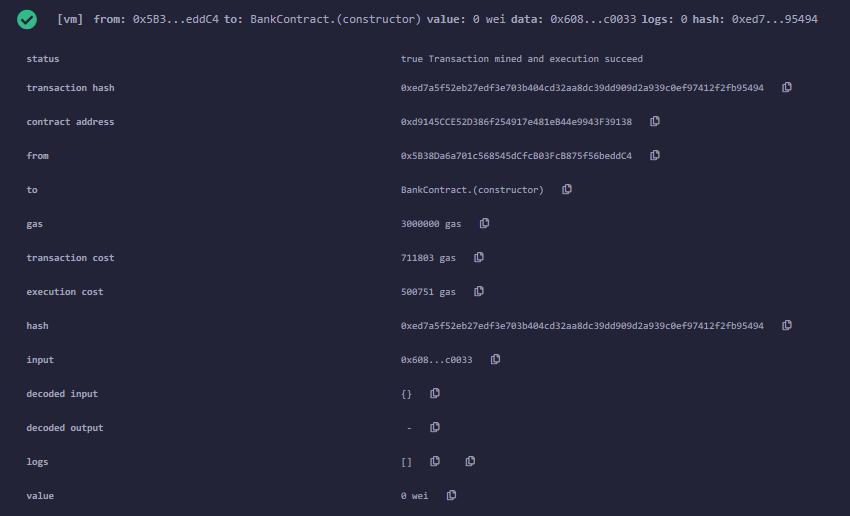 [vm] from: 0x5B3...eddC4 to: BankContract.(constructor) value: 0 wei data: 0x608...c0033 logs: 0 hash: 0xed7...95494
status true Transaction mined and execution succeed
transaction hash 0xed7a5f52eb27edf3e703b404cd32aa8dc39dd909d2a939c0ef97412f2fb95494
contract address 0xd9145CCE52D386f254917e481eB44e9943F39138
from 0x5B38Da6a701c568545dCfcB03FcB875f56beddC4
to BankContract.(constructor)
gas 3000000 gas
transaction cost 711803 gas
execution cost 500751 gas
hash 0xed7a5f52eb27edf3e703b404cd32aa8dc39dd909d2a939c0ef97412f2fb95494
input 0x608...c0033
decoded input {}
decoded output -
logs []
value 0 wei